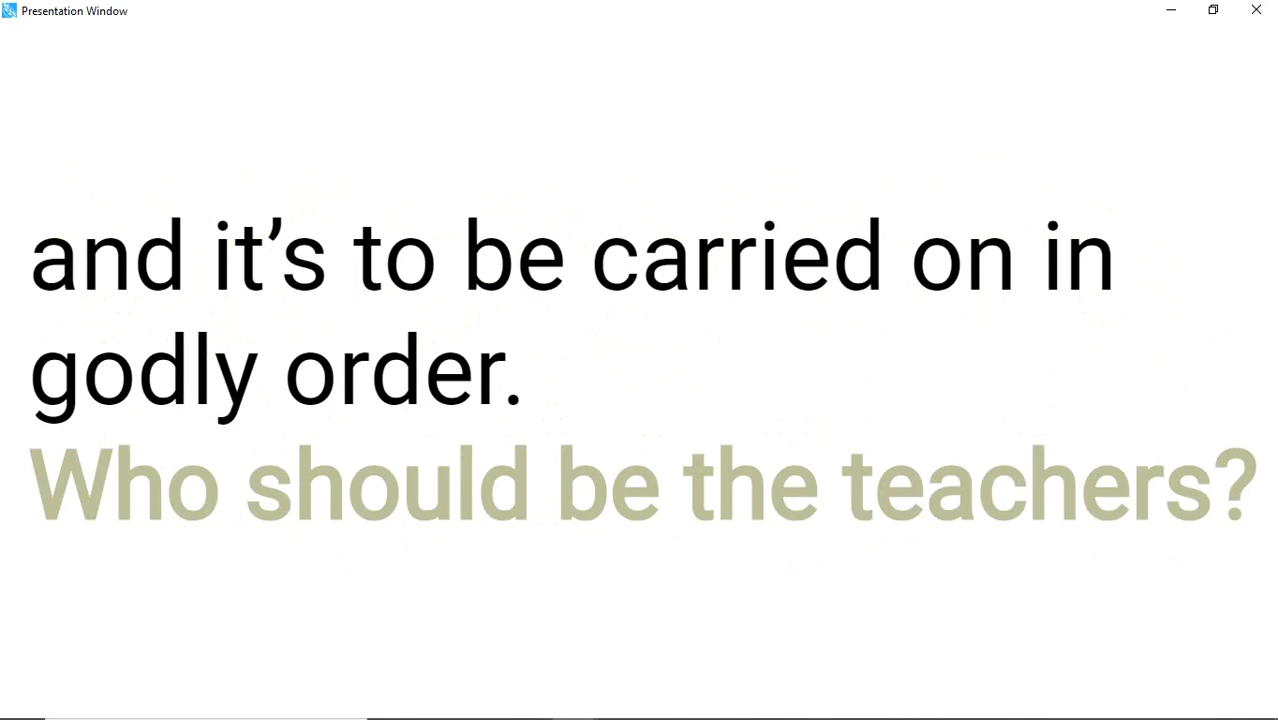 Presentation Window
and it’s to be carried on in
godly order.
Who should be the teachers?